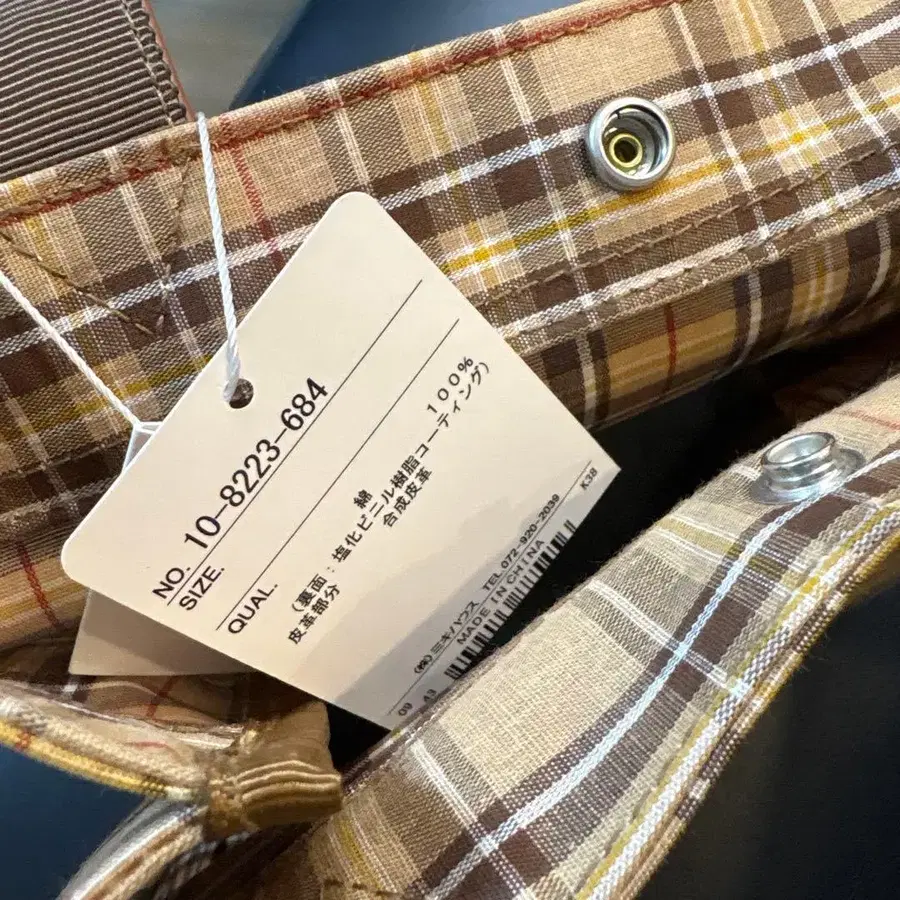 NO. 10-8223-684
SIZE.
QUAL.
綿 100%
(裏面：塩化ビニル樹脂コーティング)
皮革部分 合成皮革
K38
(株)ミキハウス TEL.072-920-2039
MADE IN CHINA
09 43